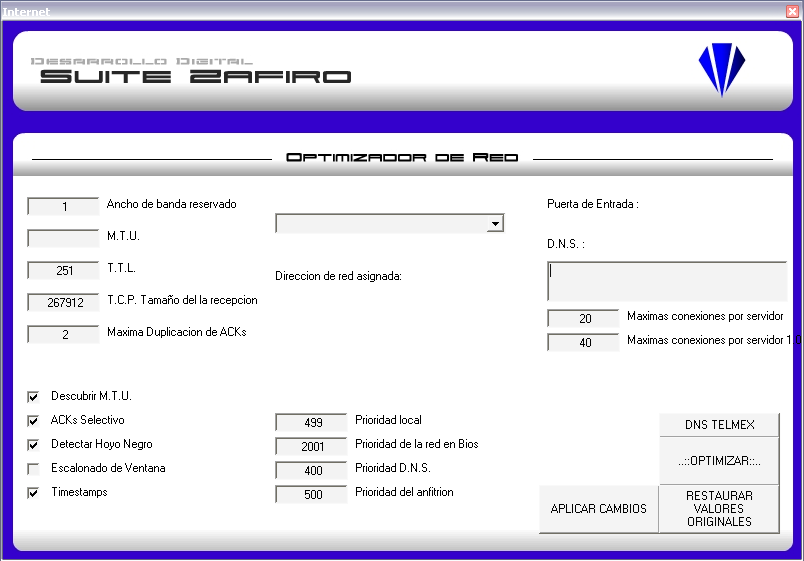 Internet
Desarrollo Digital
Suite Zafiro
Optimizador de Red
1 Ancho de banda reservado
M.T.U.
251 T.T.L.
267912 T.C.P. Tamaño del la recepcion
2 Maxima Duplicacion de ACKs
Direccion de red asignada:
Puerta de Entrada :
D.N.S. :
20 Maximas conexiones por servidor
40 Maximas conexiones por servidor 1.0
Descubrir M.T.U.
ACKs Selectivo
Detectar Hoyo Negro
Escalonado de Ventana
Timestamps
499 Prioridad local
2001 Prioridad de la red en Bios
400 Prioridad D.N.S.
500 Prioridad del anfitrion
DNS TELMEX
..::OPTIMIZAR::..
APLICAR CAMBIOS
RESTAURAR
VALORES
ORIGINALES